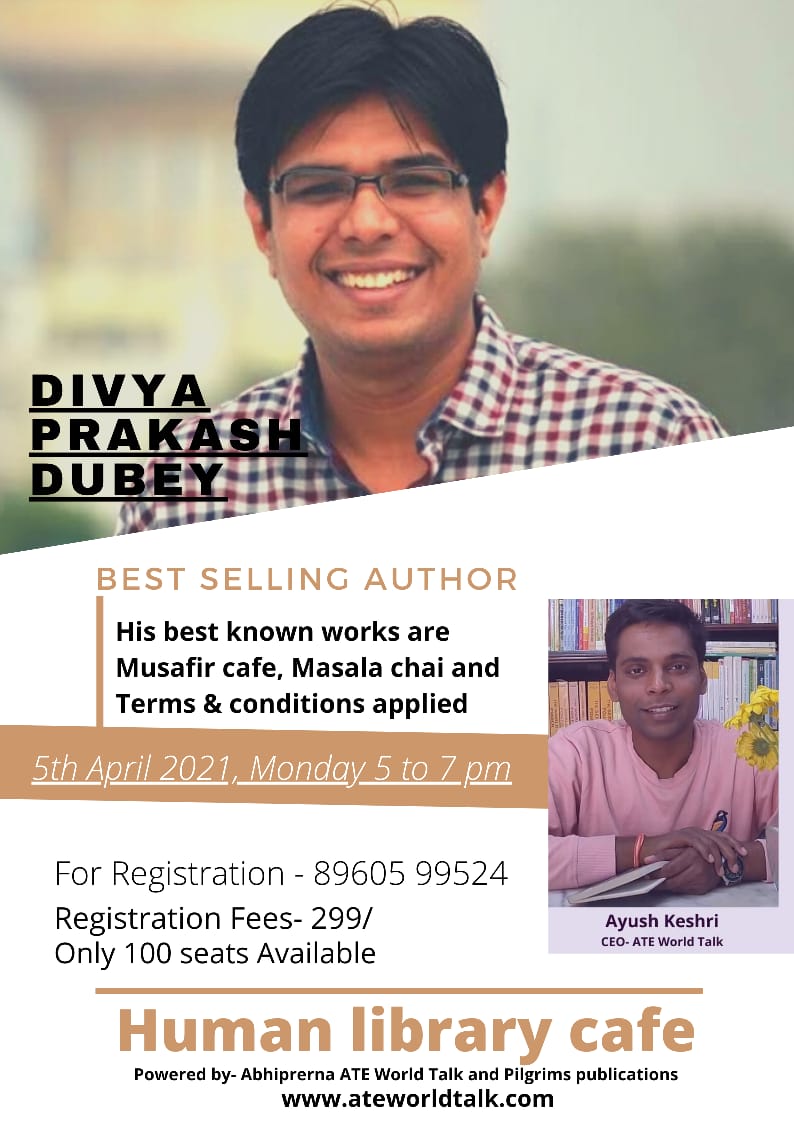 DIVYA
PRAKASH
DUBEY
BEST SELLING AUTHOR
His best known works are
Musafir cafe, Masala chai and
Terms & conditions applied
5th April 2021, Monday 5 to 7 pm
For Registration - 89605 99524
Registration Fees- 299/
Only 100 seats Available
Ayush Keshri
CEO- ATE World Talk
Human library cafe
Powered by- Abhiprerna ATE World Talk and Pilgrims publications
www.ateworldtalk.com